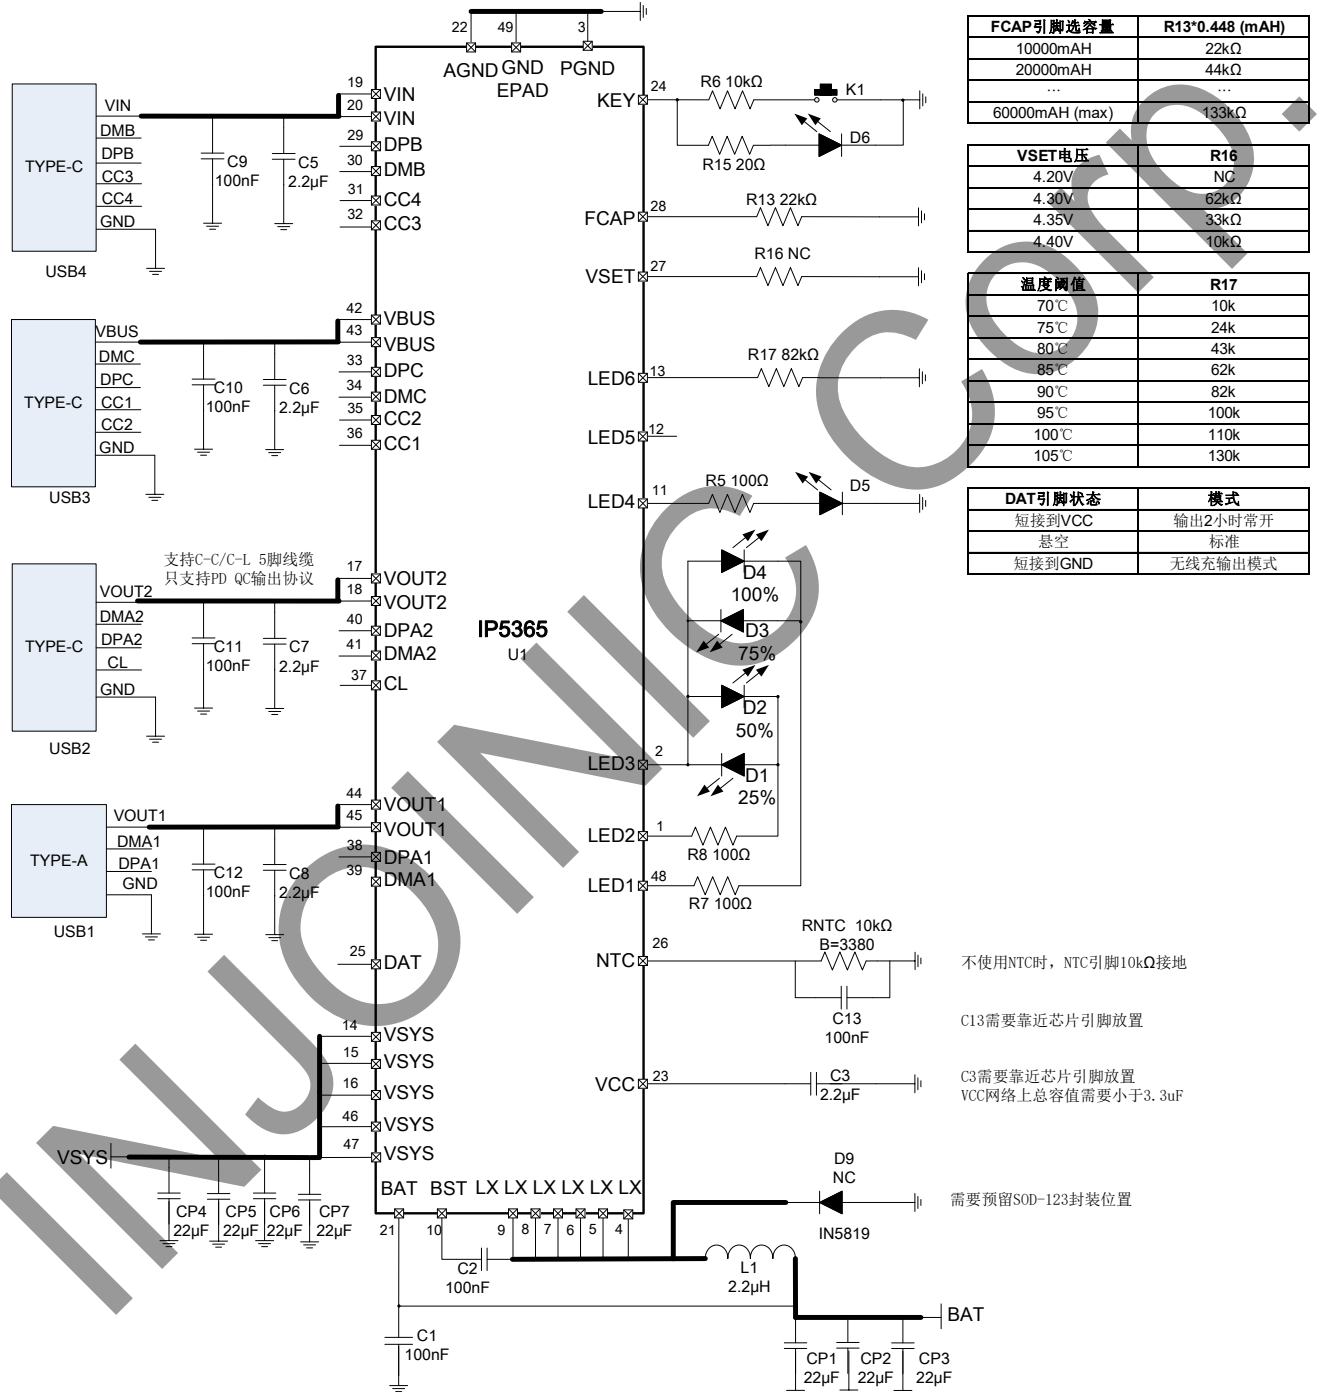 22 49 3
AGND GND PGND
EPAD
TYPE-C
VIN
DMB
DPB
CC3
CC4
GND
USB4
C9
100nF
C5
2.2μF
19 VIN
20 VIN
29 DPB
30 DMB
31 CC4
32 CC3
TYPE-C
VBUS
DMC
DPC
CC1
CC2
GND
USB3
C10
100nF
C6
2.2μF
42 VBUS
43 VBUS
33 DPC
34 DMC
35 CC2
36 CC1
支持C-C/C-L 5脚线缆
只支持PD QC输出协议
TYPE-C
VOUT2
DMA2
DPA2
CL
GND
USB2
C11
100nF
C7
2.2μF
17 VOUT2
18 VOUT2
40 DPA2
41 DMA2
37 CL
IP5365
U1
TYPE-A
VOUT1
DMA1
DPA1
GND
USB1
C12
100nF
C8
2.2μF
44 VOUT1
45 VOUT1
38 DPA1
39 DMA1
25 DAT
14 VSYS
15 VSYS
16 VSYS
46 VSYS
47 VSYS
VSYS
CP4 CP5 CP6 CP7
22μF 22μF 22μF 22μF
BAT BST LX LX LX LX LX LX
21 10 9 8 7 6 5 4
C2
100nF
C1
100nF
L1
2.2μH
D9
NC
IN5819
需要预留SOD-123封装位置
BAT
CP1 CP2 CP3
22μF 22μF 22μF
KEY 24
R6 10kΩ
K1
R15 20Ω
D6
FCAP 28
R13 22kΩ
VSET 27
R16 NC
LED6 13
R17 82kΩ
LED5 12
LED4 11
R5 100Ω
D5
D4
100%
D3
75%
D2
50%
LED3 2
D1
25%
LED2 1
R8 100Ω
LED1 48
R7 100Ω
NTC 26
RNTC 10kΩ
B=3380
C13
100nF
不使用NTC时，NTC引脚10kΩ接地
C13需要靠近芯片引脚放置
VCC 23
C3
2.2μF
C3需要靠近芯片引脚放置
VCC网络上总容值需要小于3.3uF
FCAP引脚选容量 R13*0.448 (mAH)
10000mAH 22kΩ
20000mAH 44kΩ
... ...
60000mAH (max) 133kΩ
VSET电压 R16
4.20V NC
4.30V 62kΩ
4.35V 33kΩ
4.40V 10kΩ
温度阈值 R17
70℃ 10k
75℃ 24k
80℃ 43k
85℃ 62k
90℃ 82k
95℃ 100k
100℃ 110k
105℃ 130k
DAT引脚状态 模式
短接到VCC 输出2小时常开
悬空 标准
短接到GND 无线充输出模式
INJOINIC Corp.